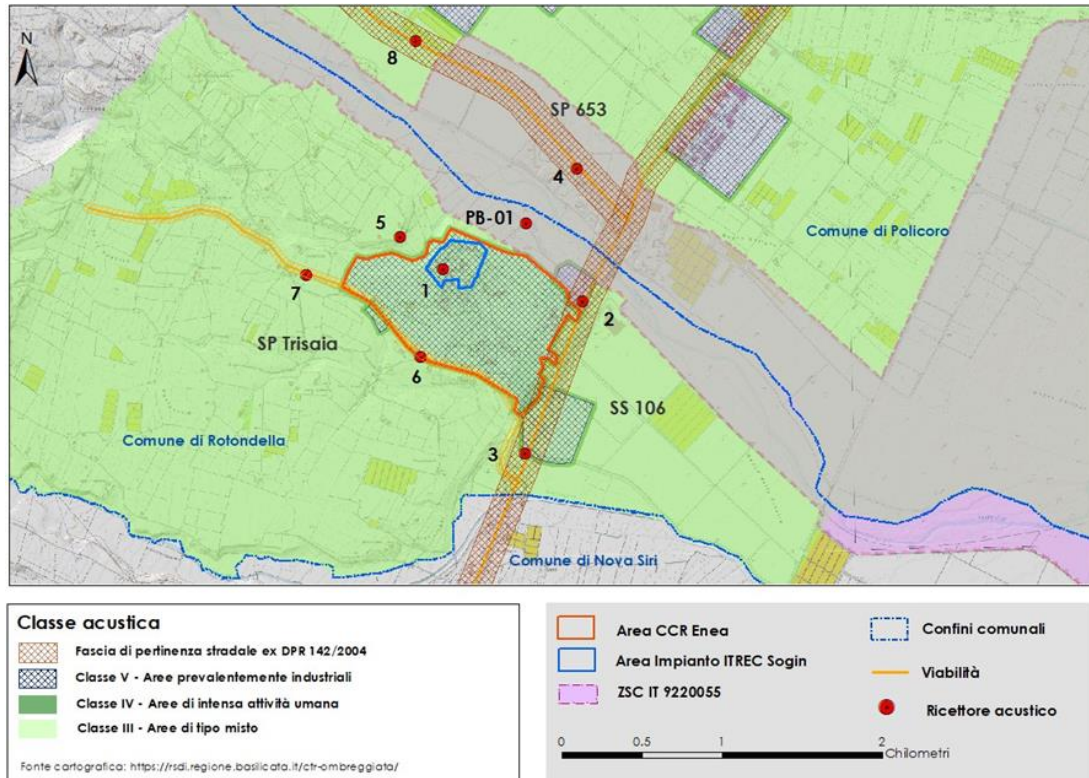 N
8
SP 653
4
PB-01
5
Comune di Policoro
1
7
2
SP Trisaia
6
SS 106
Comune di Rotondella
3
Comune di Nova Siri
Classe acustica
Fascia di pertinenza stradale ex DPR 142/2004
Classe V - Aree prevalentemente industriali
Classe IV - Aree di intensa attività umana
Classe III - Aree di tipo misto
Fonte cartografica: https://rsdi.regione.basilicata.it/ctr-ombreggiata/
Area CCR Enea
Area Impianto ITREC Sogin
ZSC IT 9220055
Confini comunali
Viabilità
Ricettore acustico
0 0.5 1 2
Chilometri